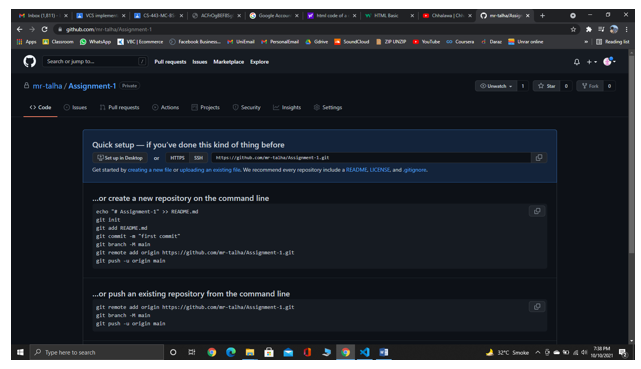 Inbox (1,811) -
VCS implemen
CS-443-MC-R1
Google Accoun
html code of a
HTML Basic
Chhalawa | Ch
mr-talha/Assig
github.com/mr-talha/Assignment-1
Apps Classroom WhatsApp VBC | Ecommerce Facebook Business... UniEmail PersonalEmail Gdrive SoundCloud ZIP UNZIP YouTube Coursera Daraz Unrar online » Reading list
Search or jump to... / Pull requests Issues Marketplace Explore
mr-talha / Assignment-1 Private
Unwatch 1 Star 0 Fork 0
<> Code Issues Pull requests Actions Projects Security Insights Settings
Quick setup — if you've done this kind of thing before
Set up in Desktop or HTTPS SSH https://github.com/mr-talha/Assignment-1.git
Get started by creating a new file or uploading an existing file. We recommend every repository include a README, LICENSE, and .gitignore.
...or create a new repository on the command line
echo "# Assignment-1" >> README.md
git init
git add README.md
git commit -m "first commit"
git branch -M main
git remote add origin https://github.com/mr-talha/Assignment-1.git
git push -u origin main
...or push an existing repository from the command line
git remote add origin https://github.com/mr-talha/Assignment-1.git
git branch -M main
git push -u origin main
Type here to search
32°C Smoke
7:38 PM
10/10/2021